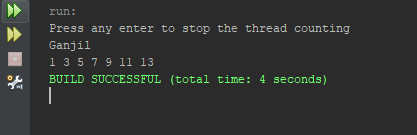 run:
Press any enter to stop the thread counting
Ganjil
1 3 5 7 9 11 13
BUILD SUCCESSFUL (total time: 4 seconds)